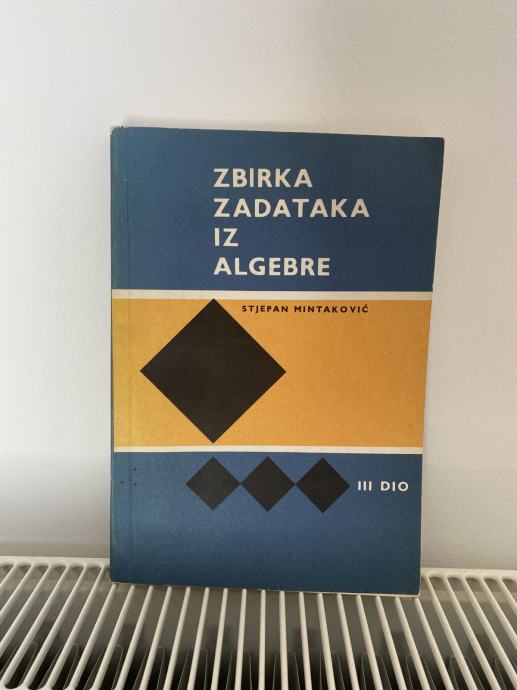 ZBIRKA
ZADATAKA
IZ
ALGEBRE
STJEPAN MINTAKOVIĆ
III DIO